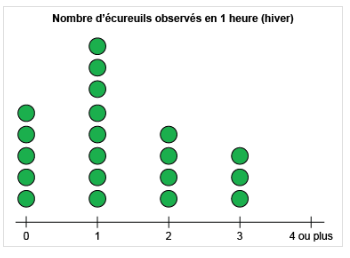 Nombre d'écureuils observés en 1 heure (hiver)
0 1 2 3 4 ou plus